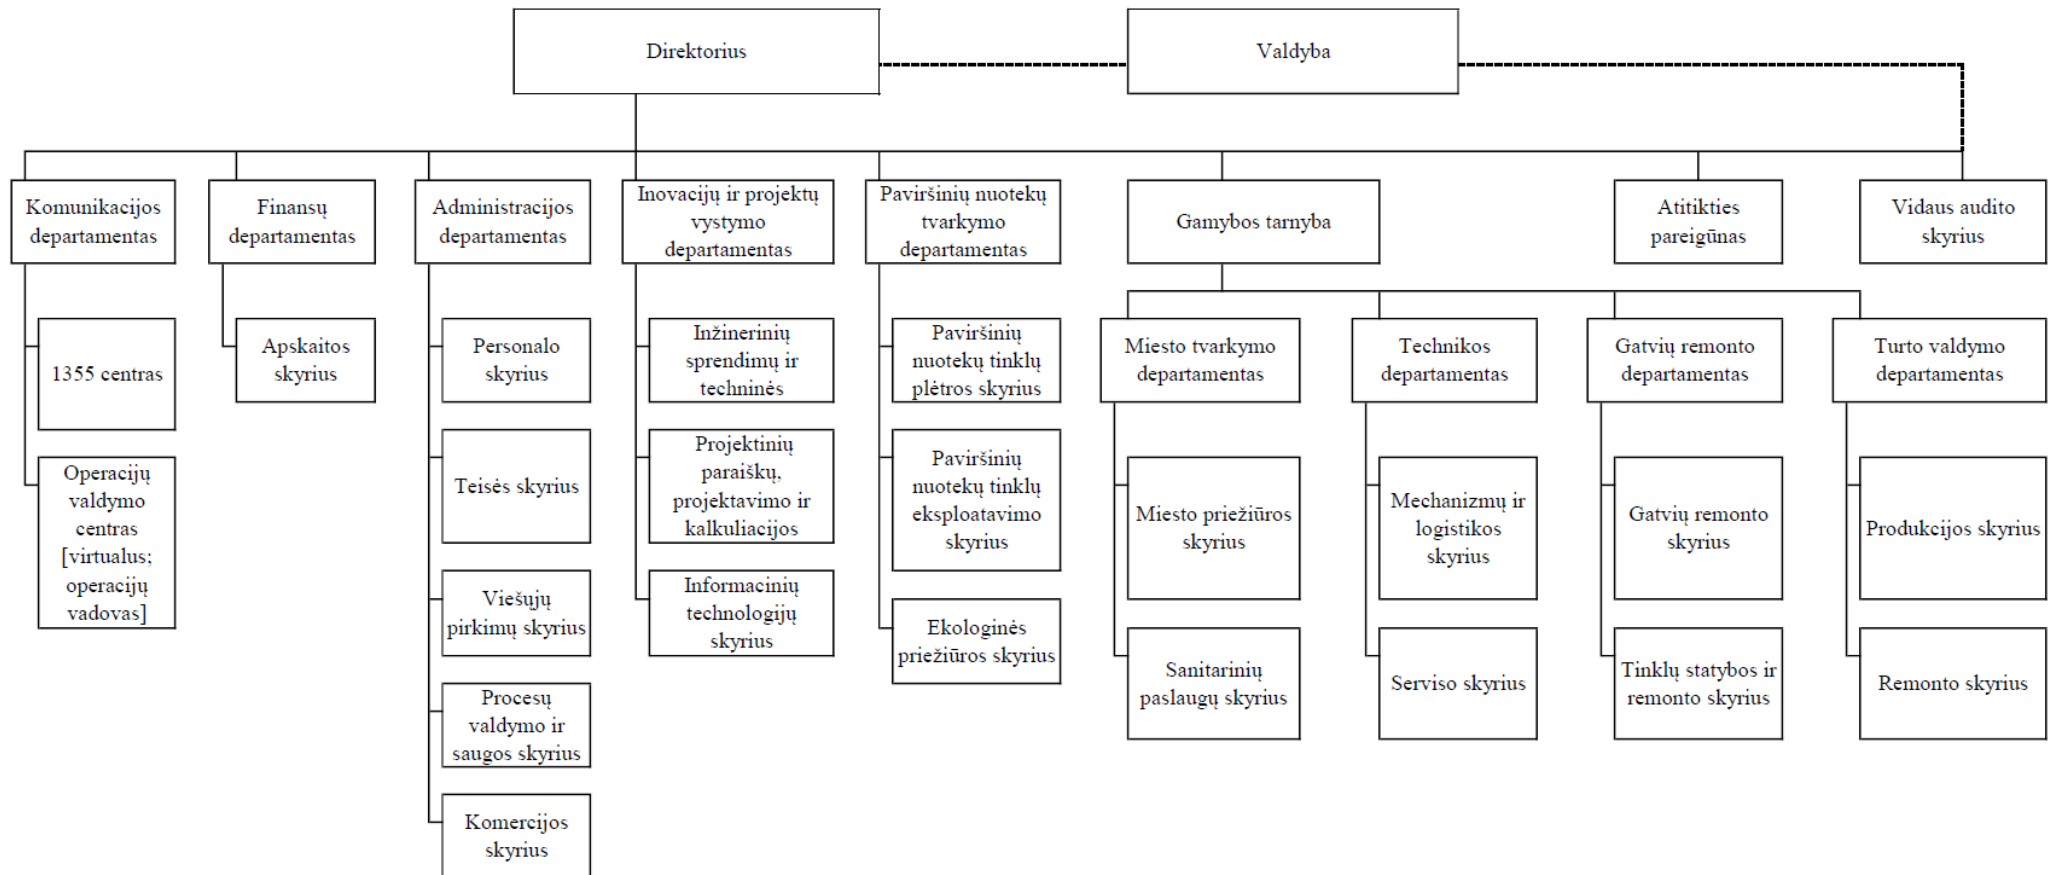 Direktorius
Valdyba
Komunikacijos
departamentas
Finansų
departamentas
Administracijos
departamentas
Inovacijų ir projektų
vystymo
departamentas
Paviršinių nuotekų
tvarkymo
departamentas
Gamybos tarnyba
Atitikties
pareigūnas
Vidaus audito
skyrius
1355 centras
Operacijų
valdymo
centras
[virtualus;
operacijų
vadovas]
Apskaitos
skyrius
Personalo
skyrius
Teisės skyrius
Viešųjų
pirkimų skyrius
Procesų
valdymo ir
saugos skyrius
Komercijos
skyrius
Inžinerinių
sprendimų ir
techninės
Projektinių
paraiškų,
projektavimo ir
kalkuliacijos
Informacinių
technologijų
skyrius
Paviršinių
nuotekų tinklų
plėtros skyrius
Paviršinių
nuotekų tinklų
eksploatavimo
skyrius
Ekologinės
priežiūros skyrius
Miesto tvarkymo
departamentas
Miesto priežiūros
skyrius
Sanitarinių
paslaugų skyrius
Technikos
departamentas
Mechanizmų ir
logistikos
skyrius
Serviso skyrius
Gatvių remonto
departamentas
Gatvių remonto
skyrius
Tinklų statybos ir
remonto skyrius
Turto valdymo
departamentas
Produkcijos skyrius
Remonto skyrius